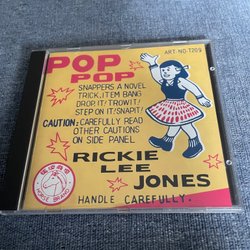 ART-NO-T209
POP
POP
SNAPPERS A NOVEL
TRICK, ITEM BANG
DROP IT! TROW IT!
STEP ON IT! SNAP IT!
CAUTION: CAREFULLY READ
OTHER CAUTIONS
ON SIDE PANEL
RICKIE
LEE
JONES
HANDLE CAREFULLY.